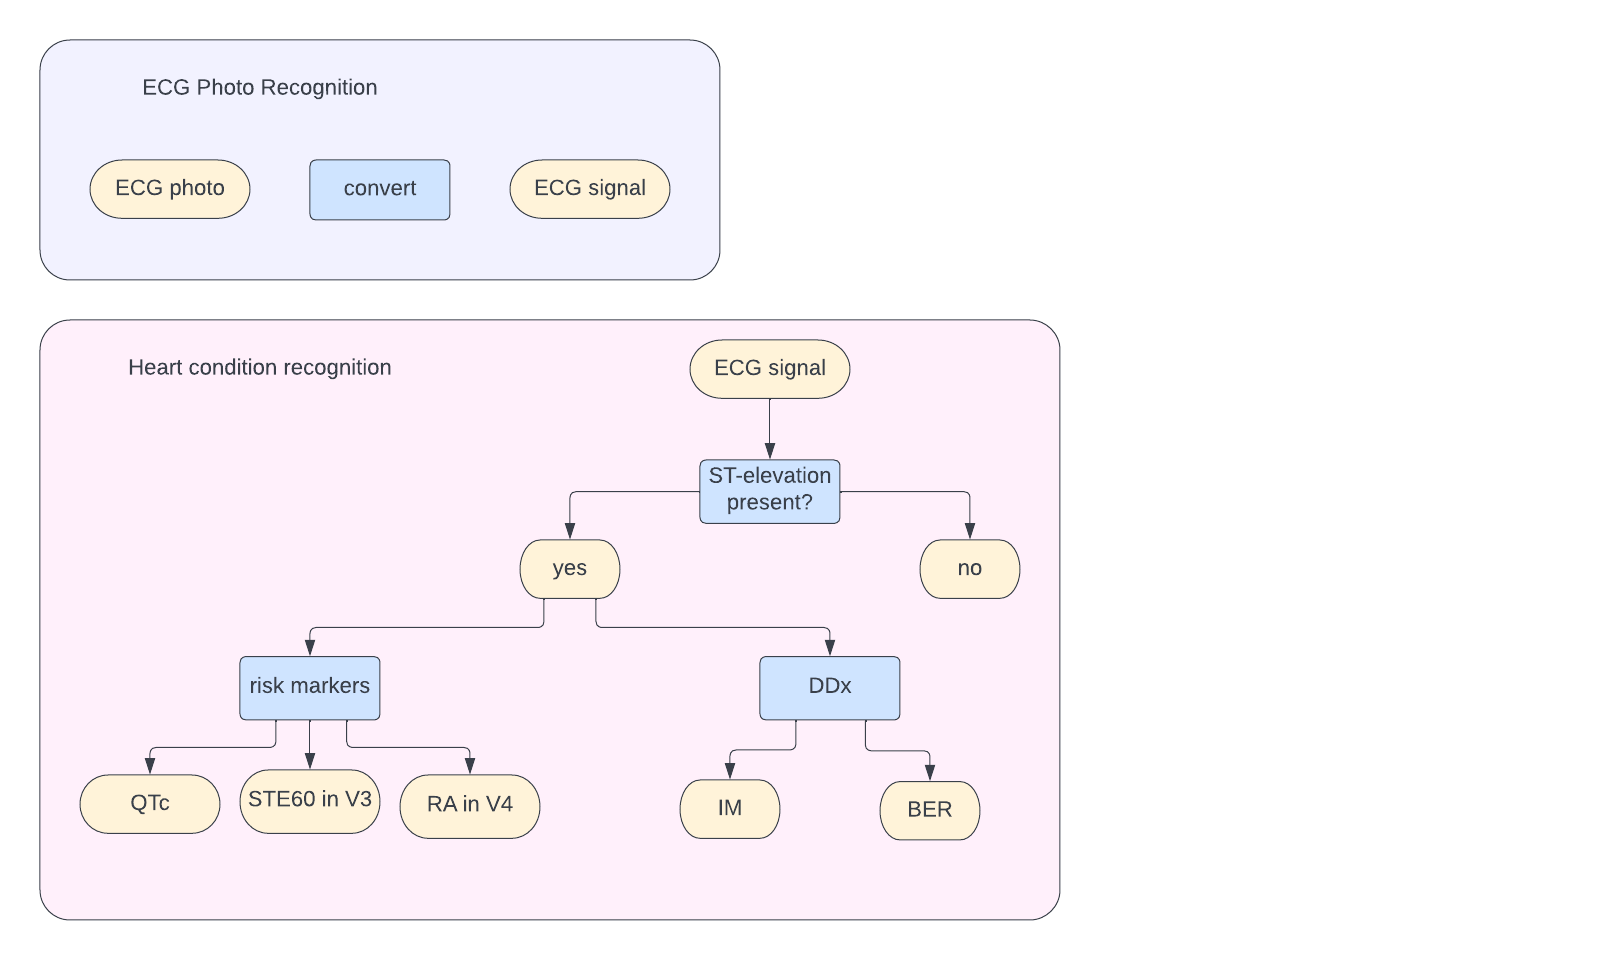 ECG Photo Recognition
ECG photo
convert
ECG signal
Heart condition recognition
ECG signal
ST-elevation
present?
yes
no
risk markers
DDx
QTc
STE60 in V3
RA in V4
IM
BER